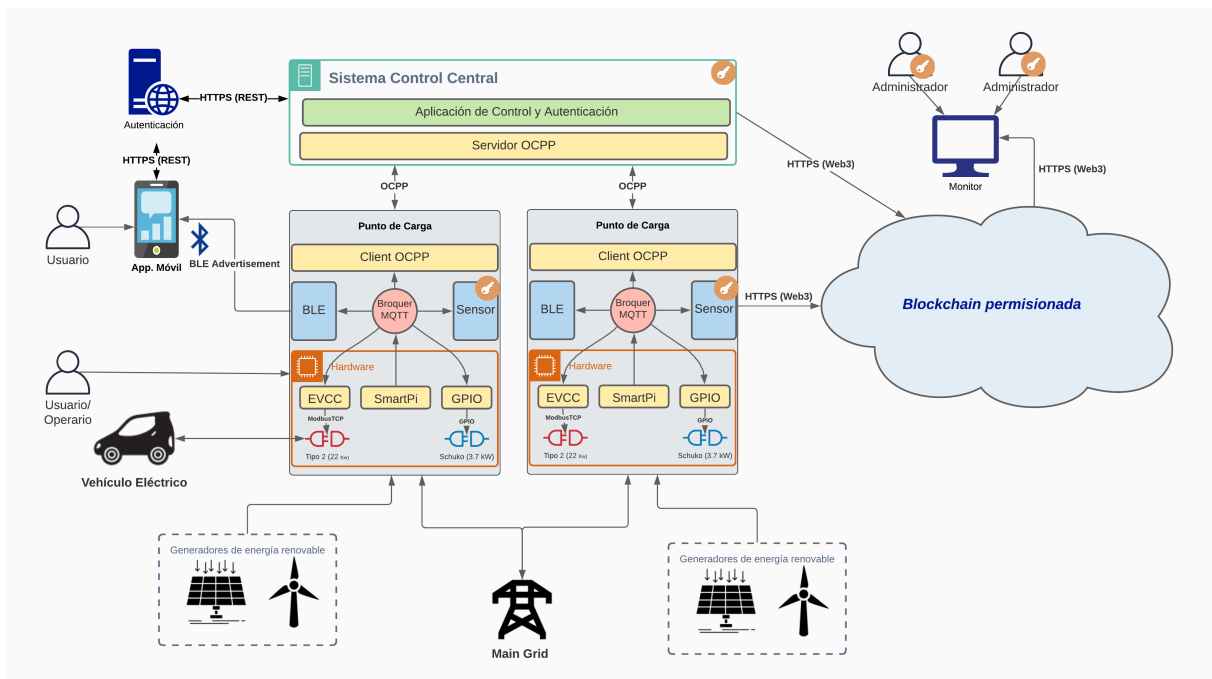 Administrador
Administrador
Sistema Control Central
Aplicación de Control y Autenticación
Servidor OCPP
HTTPS (REST)
Autenticación
HTTPS (REST)
HTTPS (Web3)
HTTPS (Web3)
Monitor
OCPP
OCPP
Usuario
App. Móvil
BLE Advertisement
Punto de Carga
Client OCPP
BLE
Broquer
MQTT
Sensor
Hardware
EVCC
SmartPi
GPIO
ModbusTCP
GPIO
Tipo 2 (22 Kw)
Schuko (3.7 kW)
Punto de Carga
Client OCPP
BLE
Broquer
MQTT
Sensor
Hardware
EVCC
SmartPi
GPIO
ModbusTCP
GPIO
Tipo 2 (22 Kw)
Schuko (3.7 kW)
HTTPS (Web3)
Blockchain permisionada
Usuario/
Operario
Vehículo Eléctrico
Generadores de energía renovable
Generadores de energía renovable
Main Grid